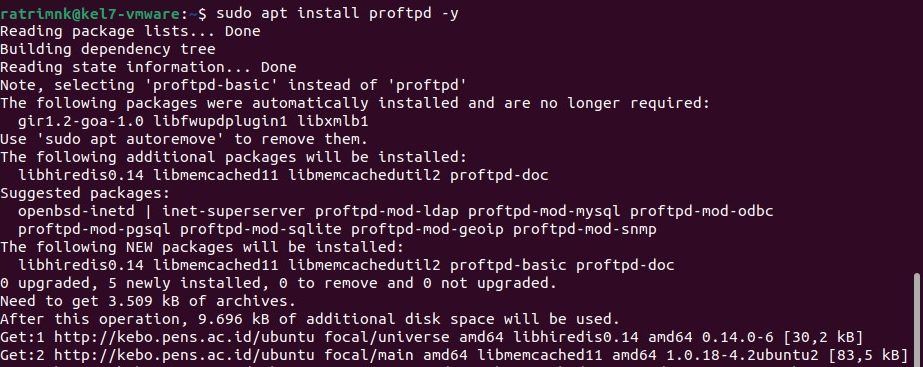 ratrimnk@kel7-vmware:~$ sudo apt install proftpd -y
Reading package lists... Done
Building dependency tree
Reading state information... Done
Note, selecting 'proftpd-basic' instead of 'proftpd'
The following packages were automatically installed and are no longer required:
  gir1.2-goa-1.0 libfwupdplugin1 libxmlb1
Use 'sudo apt autoremove' to remove them.
The following additional packages will be installed:
  libhiredis0.14 libmemcached11 libmemcachedutil2 proftpd-doc
Suggested packages:
  openbsd-inetd | inet-superserver proftpd-mod-ldap proftpd-mod-mysql proftpd-mod-odbc
  proftpd-mod-pgsql proftpd-mod-sqlite proftpd-mod-geoip proftpd-mod-snmp
The following NEW packages will be installed:
  libhiredis0.14 libmemcached11 libmemcachedutil2 proftpd-basic proftpd-doc
0 upgraded, 5 newly installed, 0 to remove and 0 not upgraded.
Need to get 3.509 kB of archives.
After this operation, 9.696 kB of additional disk space will be used.
Get:1 http://kebo.pens.ac.id/ubuntu focal/universe amd64 libhiredis0.14 amd64 0.14.0-6 [30,2 kB]
Get:2 http://kebo.pens.ac.id/ubuntu focal/main amd64 libmemcached11 amd64 1.0.18-4.2ubuntu2 [83,5 kB]